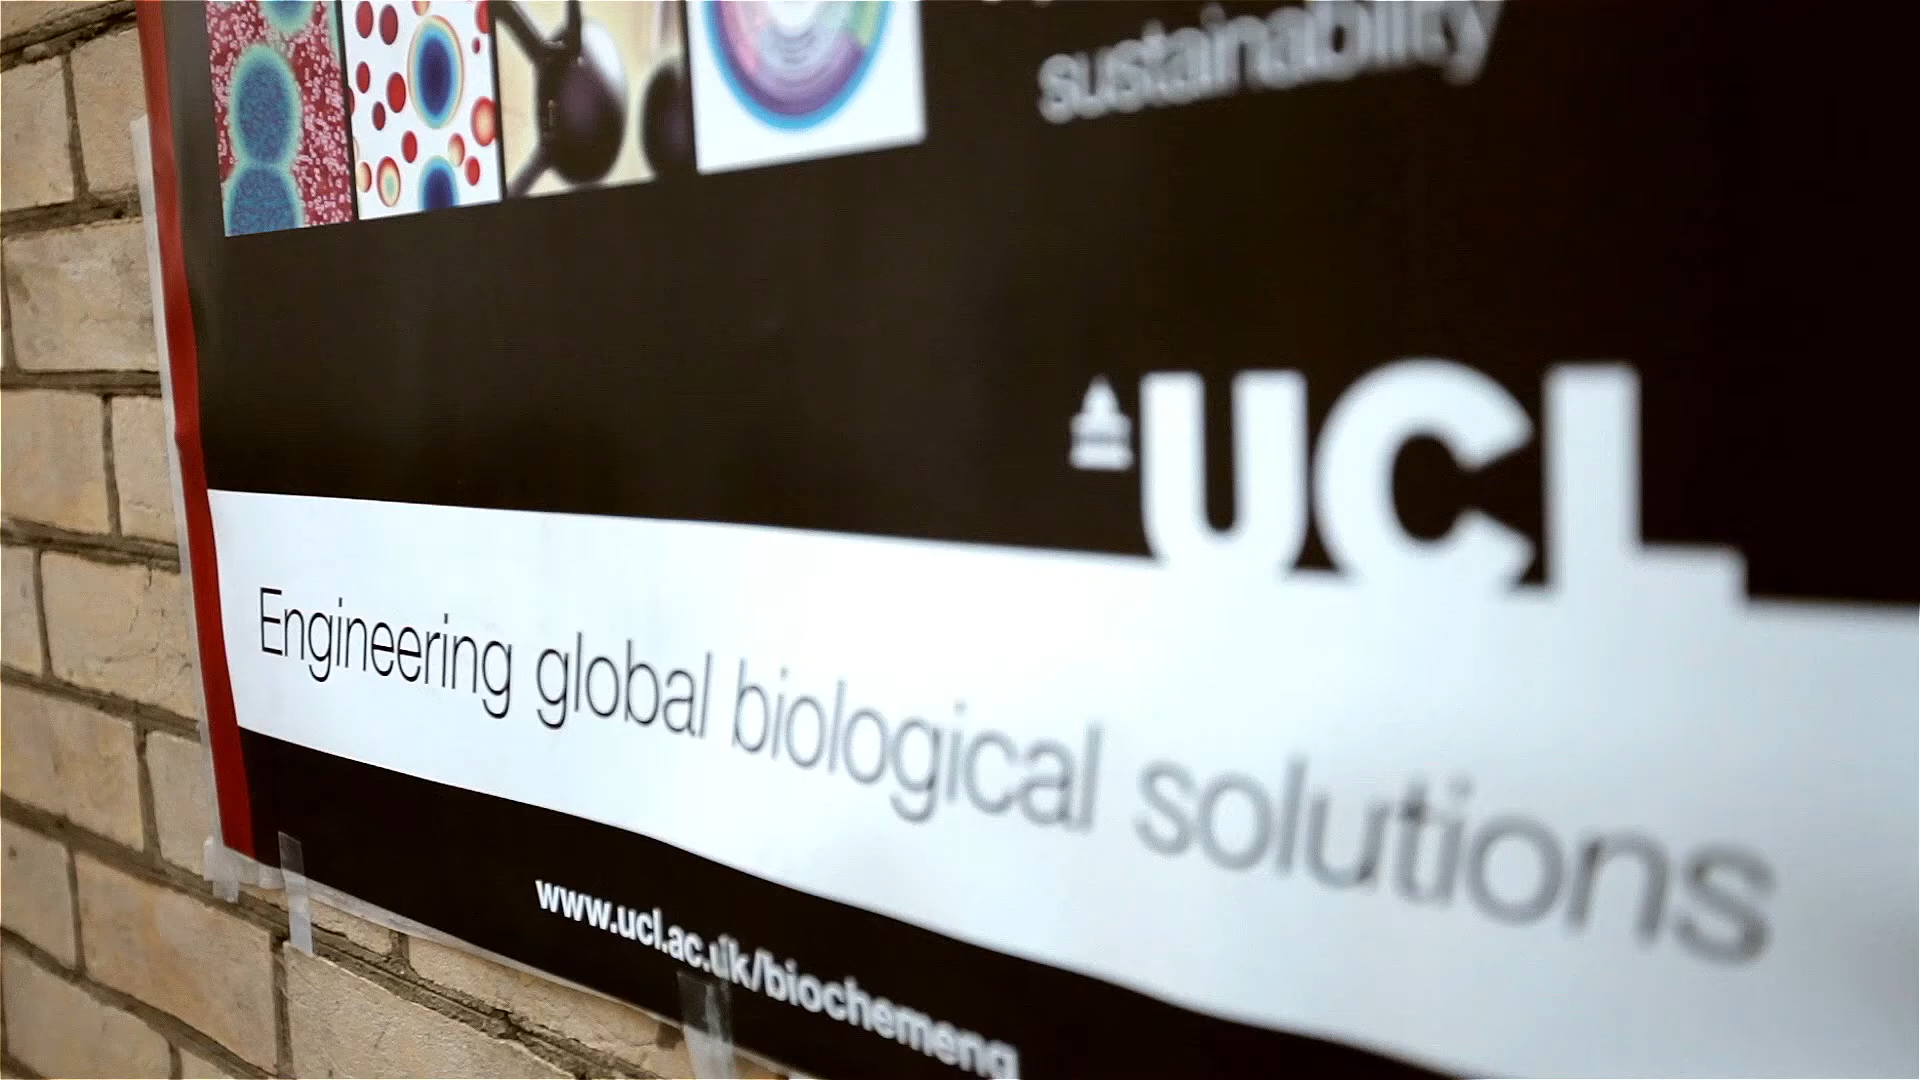 sustainability
UCL
Engineering global biological solutions
www.ucl.ac.uk/biochemeng